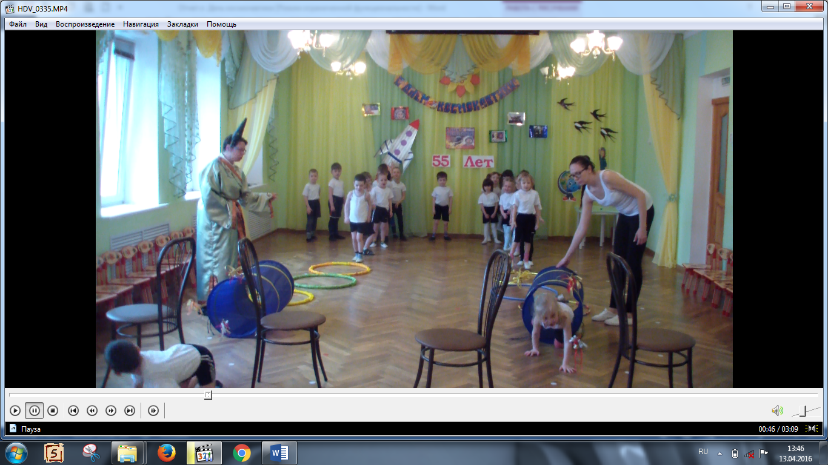 HDV_0335.MP4
Файл Вид Воспроизведение Навигация Закладки Помощь
55 Лет
Пауза
00:46 / 03:09
RU
13:46
13.04.2016